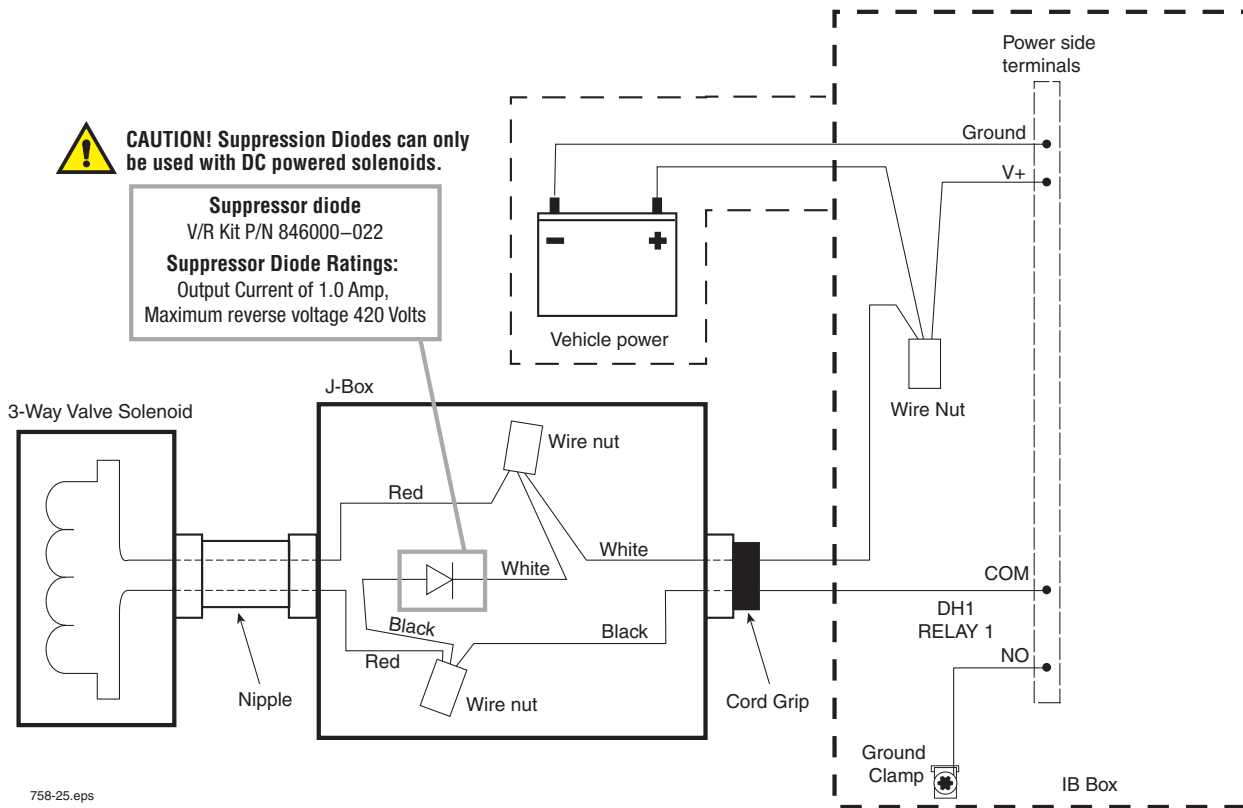 Power side
terminals
Ground
V+
CAUTION! Suppression Diodes can only
be used with DC powered solenoids.
Suppressor diode
V/R Kit P/N 846000–022
Suppressor Diode Ratings:
Output Current of 1.0 Amp,
Maximum reverse voltage 420 Volts
Vehicle power
Wire Nut
J-Box
3-Way Valve Solenoid
Wire nut
Red
White
White
Black
Black
Red
Wire nut
Nipple
Cord Grip
COM
DH1
RELAY 1
NO
Ground
Clamp
IB Box
758-25.eps